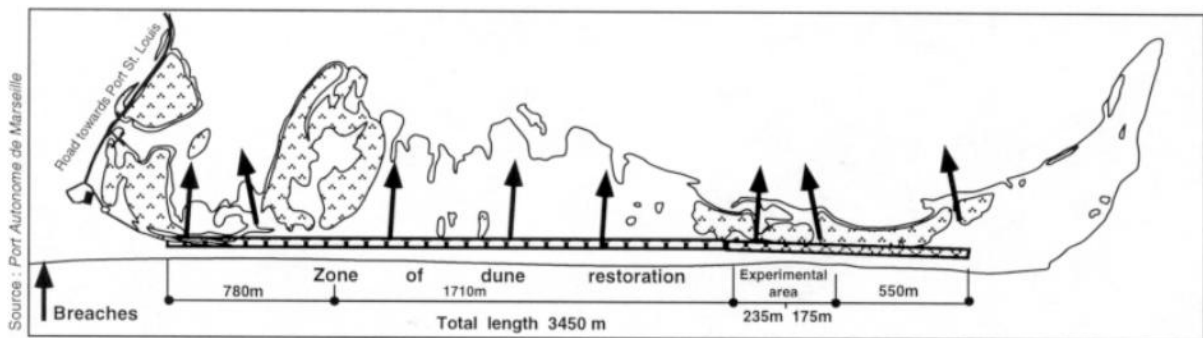 Source : Port Autonome de Marseille
Road towards Port St. Louis
Breaches
Zone of dune restoration
Experimental
area
780m
1710m
550m
235m 175m
Total length 3450 m